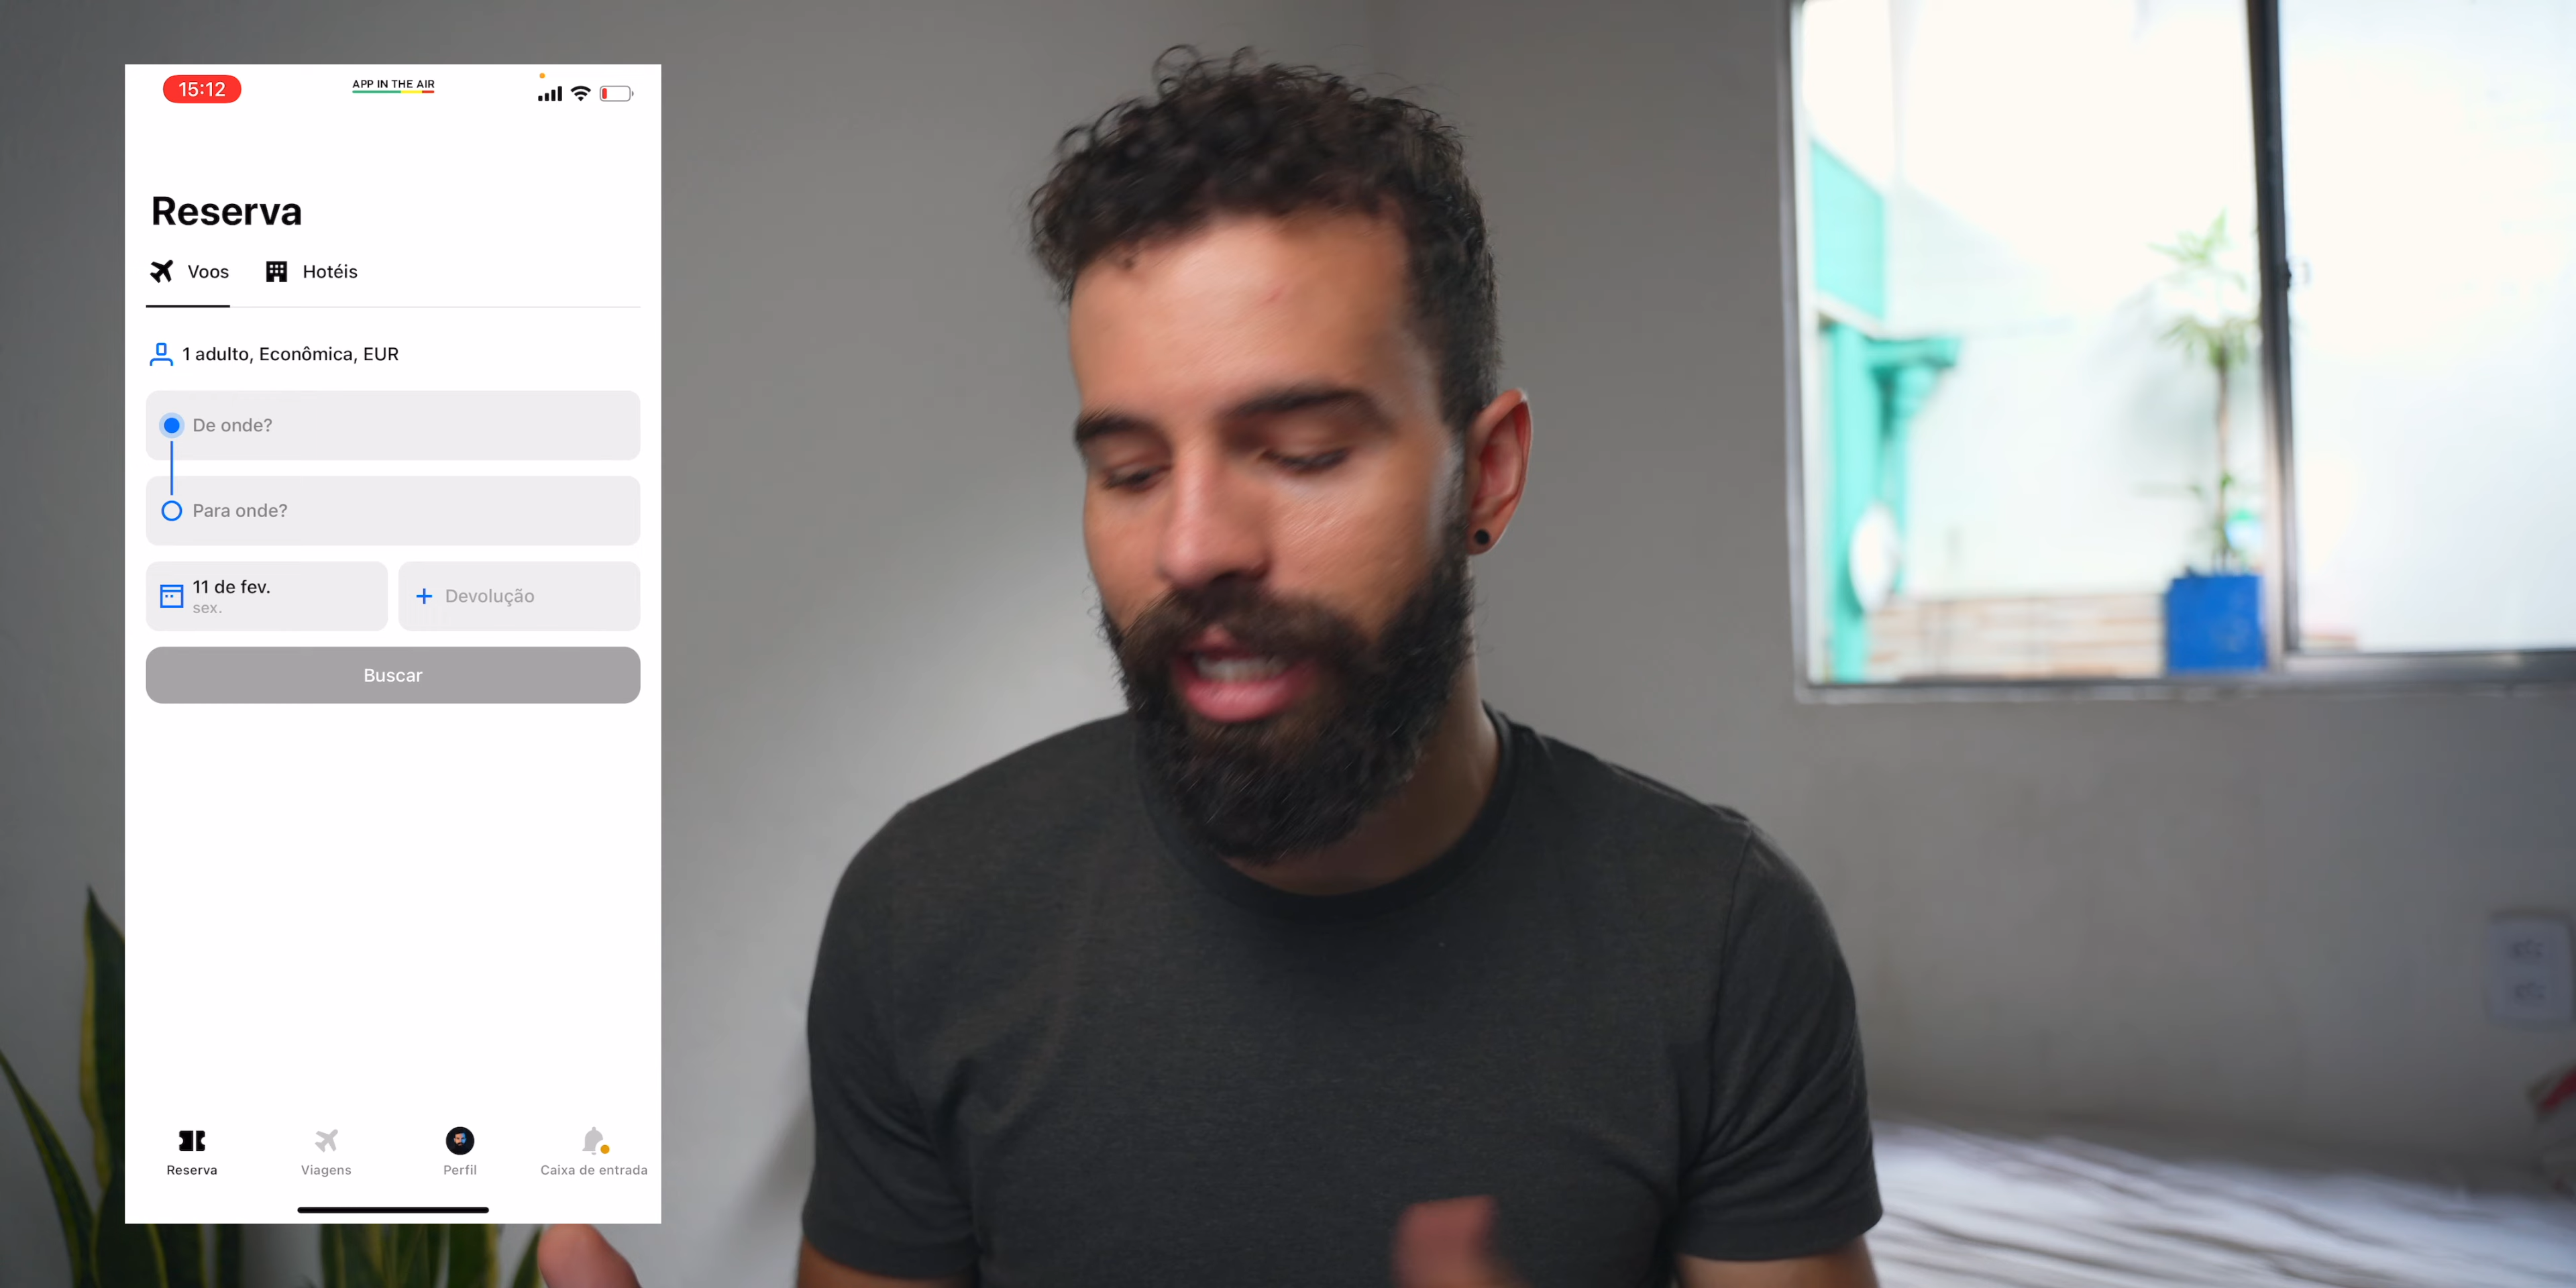 15:12
APP IN THE AIR
Reserva
Voos
Hotéis
1 adulto, Econômica, EUR
De onde?
Para onde?
11 de fev.
sex.
Devolução
Buscar
Reserva
Viagens
Perfil
Caixa de entrada